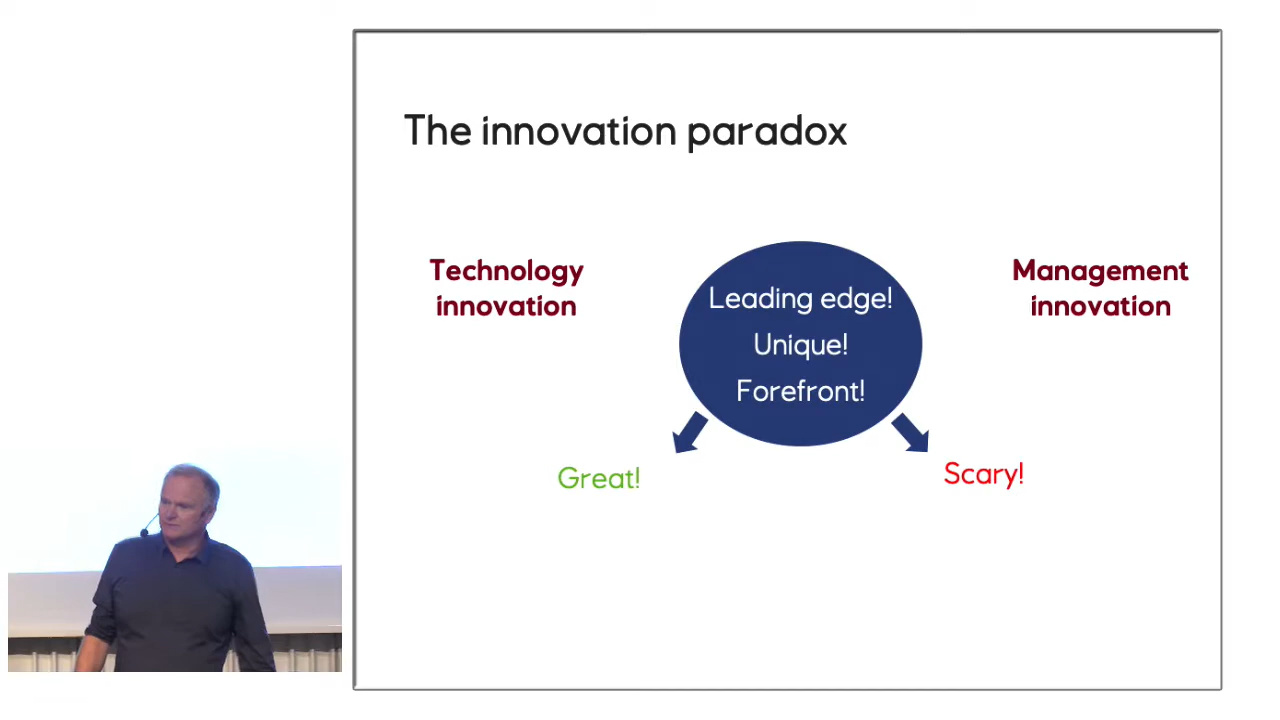 The innovation paradox
Technology
innovation
Leading edge!
Unique!
Forefront!
Management
innovation
Great!
Scary!